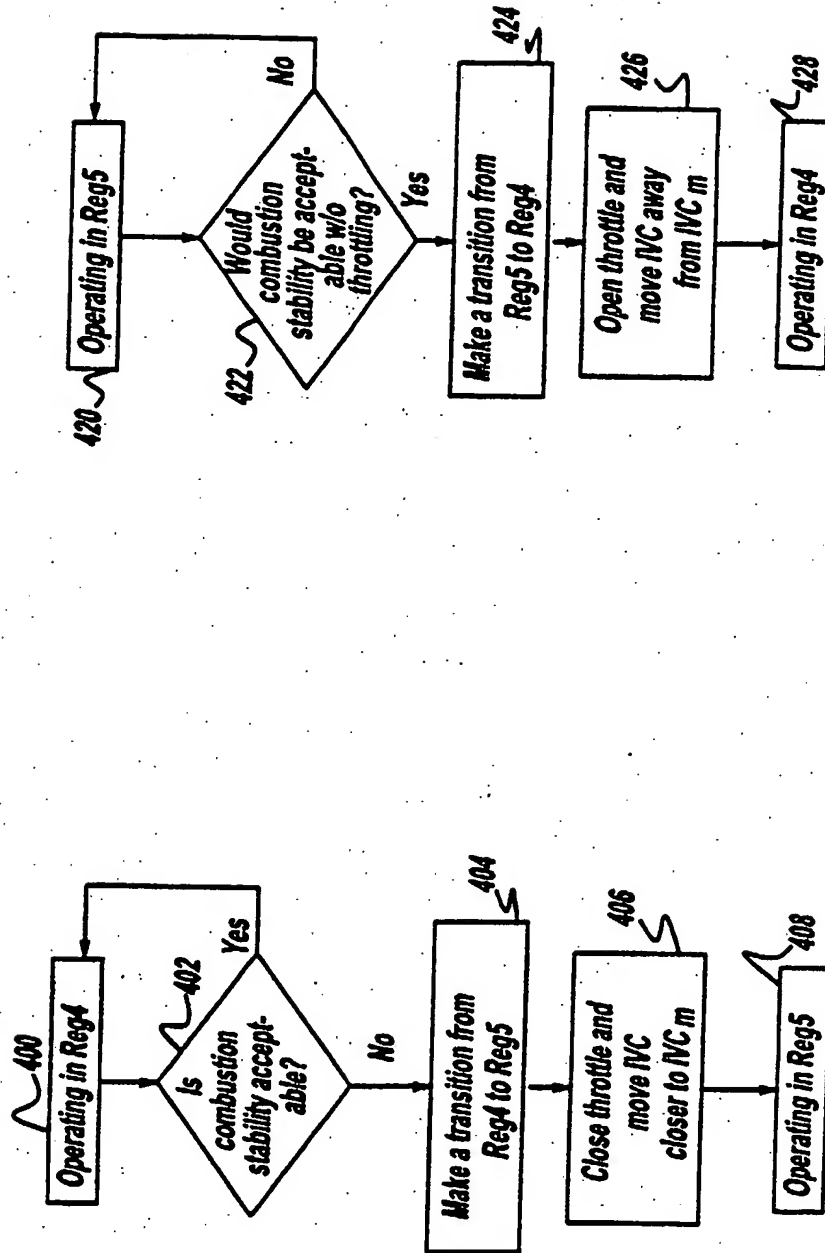 400
Operating in Reg4
402
Is
combustion
stability accept-
able?
Yes
No
404
Make a transition from
Reg4 to Reg5
406
Close throttle and
move IVC
closer to IVC m
408
Operating in Reg5
420
Operating in Reg5
422
Would
combustion
stability be accept-
able w/o
throttling?
No
Yes
424
Make a transition from
Reg5 to Reg4
426
Open throttle and
move IVC away
from IVC m
428
Operating in Reg4